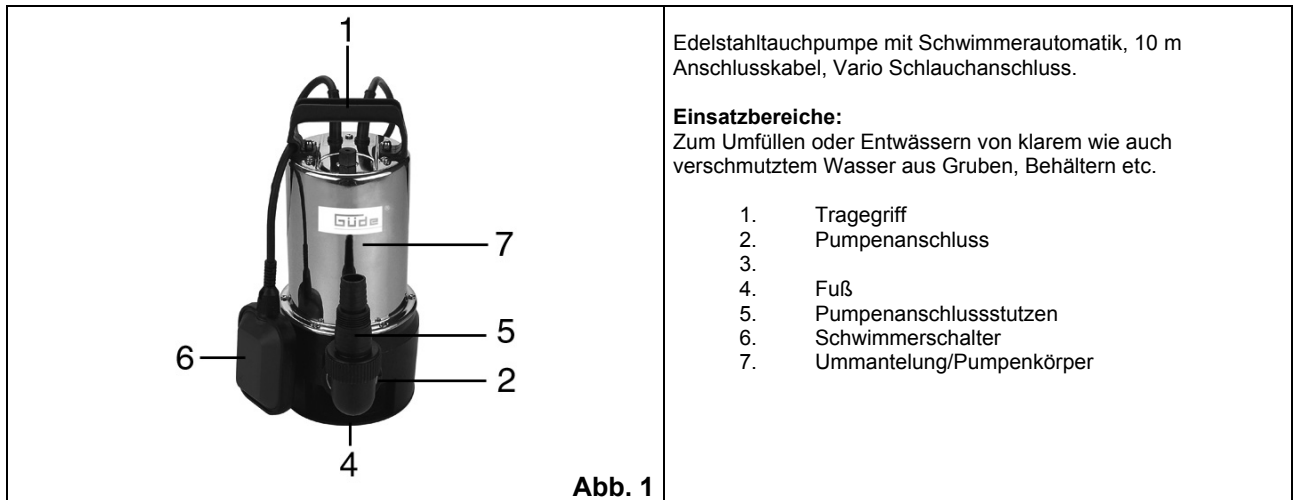 1
Güde
7
5
6
2
4
Abb. 1
Edelstahltauchpumpe mit Schwimmerautomatik, 10 m
Anschlusskabel, Vario Schlauchanschluss.
Einsatzbereiche:
Zum Umfüllen oder Entwässern von klarem wie auch
verschmutztem Wasser aus Gruben, Behältern etc.
1. Tragegriff
2. Pumpenanschluss
3.
4. Fuß
5. Pumpenanschlussstutzen
6. Schwimmerschalter
7. Ummantelung/Pumpenkörper